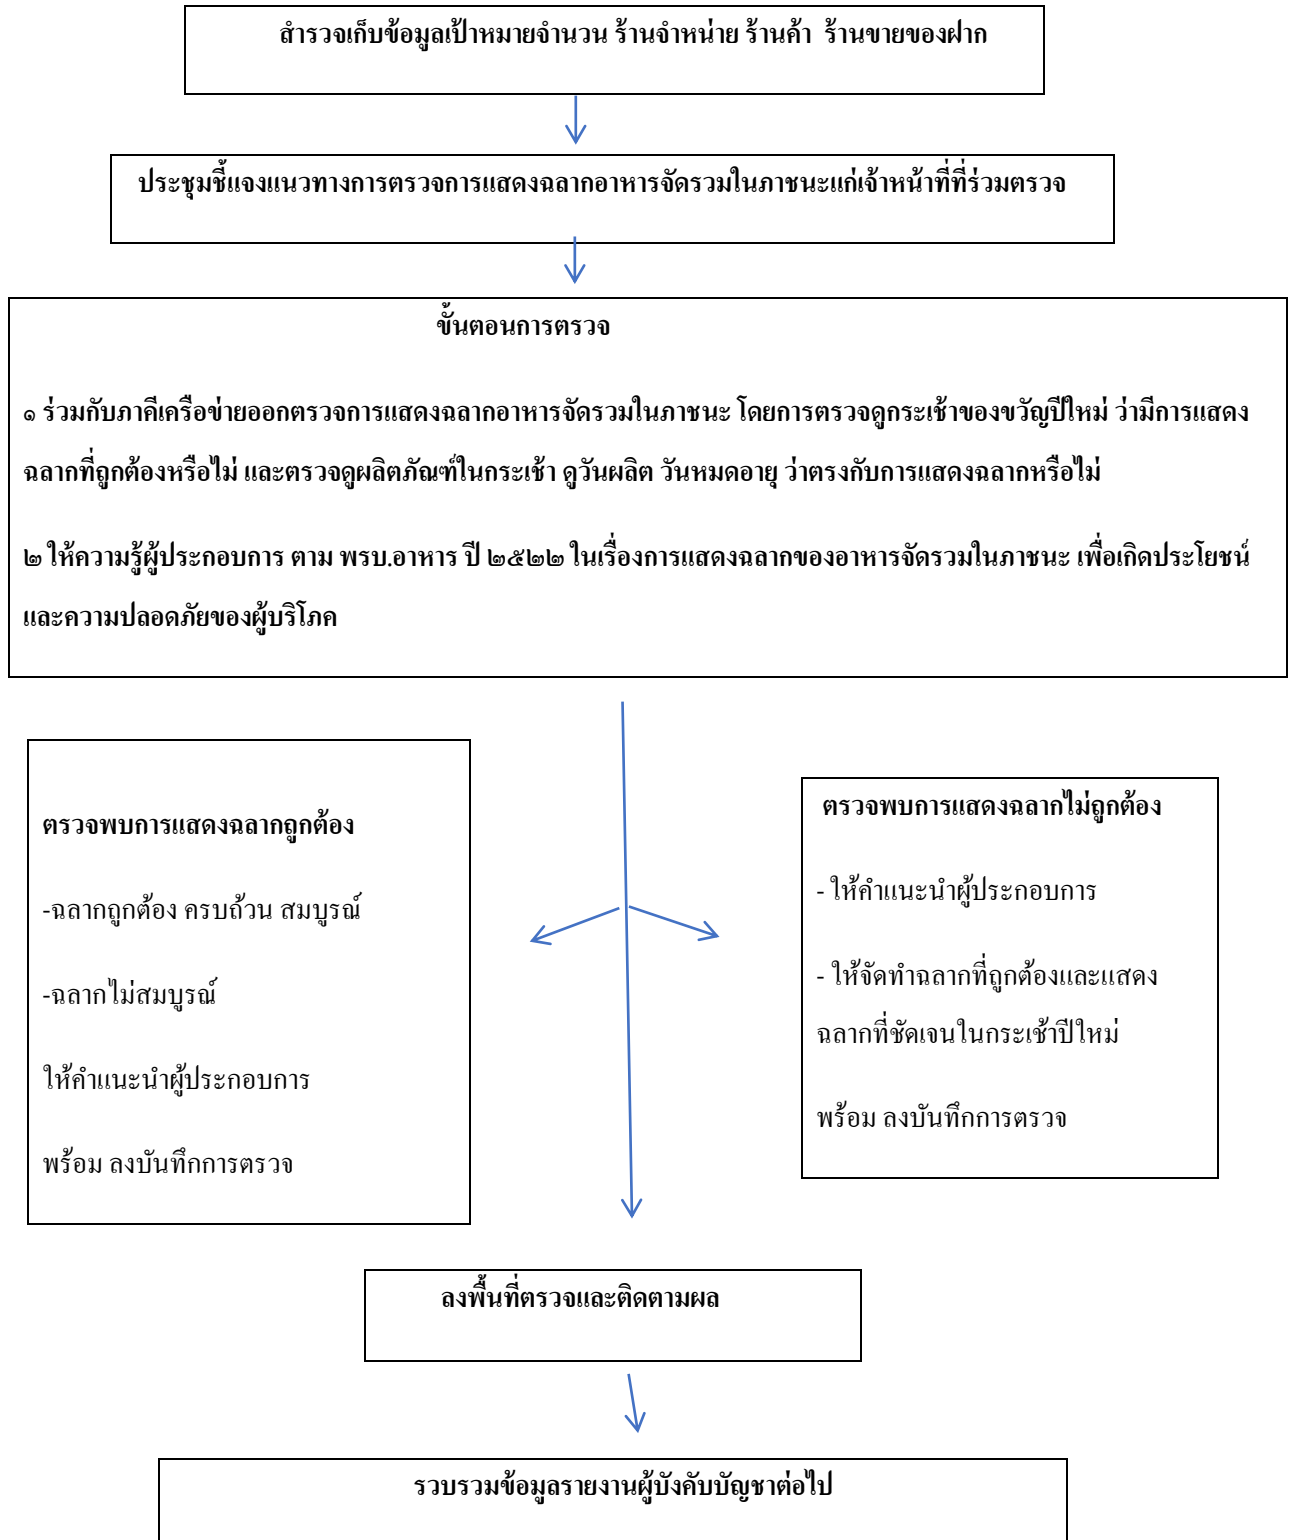 สำรวจเก็บข้อมูลเป้าหมายจำนวน ร้านจำหน่าย ร้านค้า ร้านขายของฝาก
ประชุมชี้แจงแนวทางการตรวจการแสดงฉลากอาหารจัดรวมในภาชนะแก่เจ้าหน้าที่ที่ร่วมตรวจ
ขั้นตอนการตรวจ
๑ ร่วมกับภาคีเครือข่ายออกตรวจการแสดงฉลากอาหารจัดรวมในภาชนะ โดยการตรวจดูกระเช้าของขวัญปีใหม่ ว่ามีการแสดง
ฉลากที่ถูกต้องหรือไม่ และตรวจดูผลิตภัณฑ์ในกระเช้า ดูวันผลิต วันหมดอายุ ว่าตรงกับการแสดงฉลากหรือไม่
๒ ให้ความรู้ผู้ประกอบการ ตาม พรบ.อาหาร ปี ๒๕๒๒ ในเรื่องการแสดงฉลากของอาหารจัดรวมในภาชนะ เพื่อเกิดประโยชน์
และความปลอดภัยของผู้บริโภค
ตรวจพบการแสดงฉลากถูกต้อง
-ฉลากถูกต้อง ครบถ้วน สมบูรณ์
-ฉลากไม่สมบูรณ์
ให้คำแนะนำผู้ประกอบการ
พร้อม ลงบันทึกการตรวจ
ตรวจพบการแสดงฉลากไม่ถูกต้อง
- ให้คำแนะนำผู้ประกอบการ
- ให้จัดทำฉลากที่ถูกต้องและแสดง
ฉลากที่ชัดเจนในกระเช้าปีใหม่
พร้อม ลงบันทึกการตรวจ
ลงพื้นที่ตรวจและติดตามผล
รวบรวมข้อมูลรายงานผู้บังคับบัญชาต่อไป